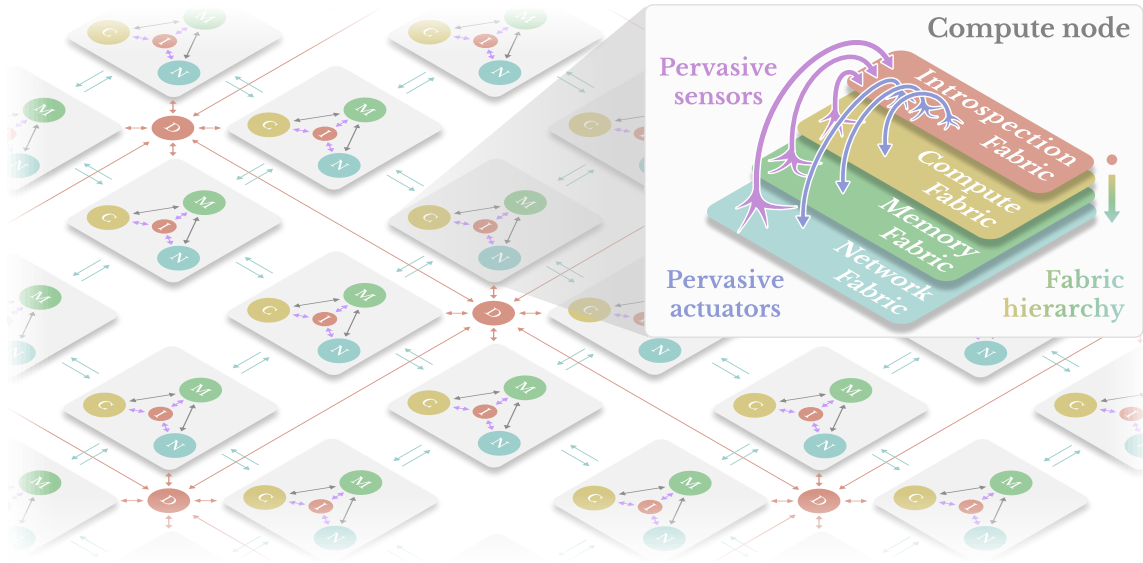 Compute node
Pervasive
sensors
Introspection
Fabric
Compute
Fabric
Memory
Fabric
Network
Fabric
Pervasive
actuators
Fabric
hierarchy
C
M
I
N
M
N
D
C
M
I
N
C
M
I
N
C
I
C
M
I
N
M
N
C
M
I
N
D
C
N
N
C
M
I
N
C
M
I
N
C
M
I
N
C
I
N
M
N
D
C
M
I
N
C
M
I
N
D
C
M
I
N